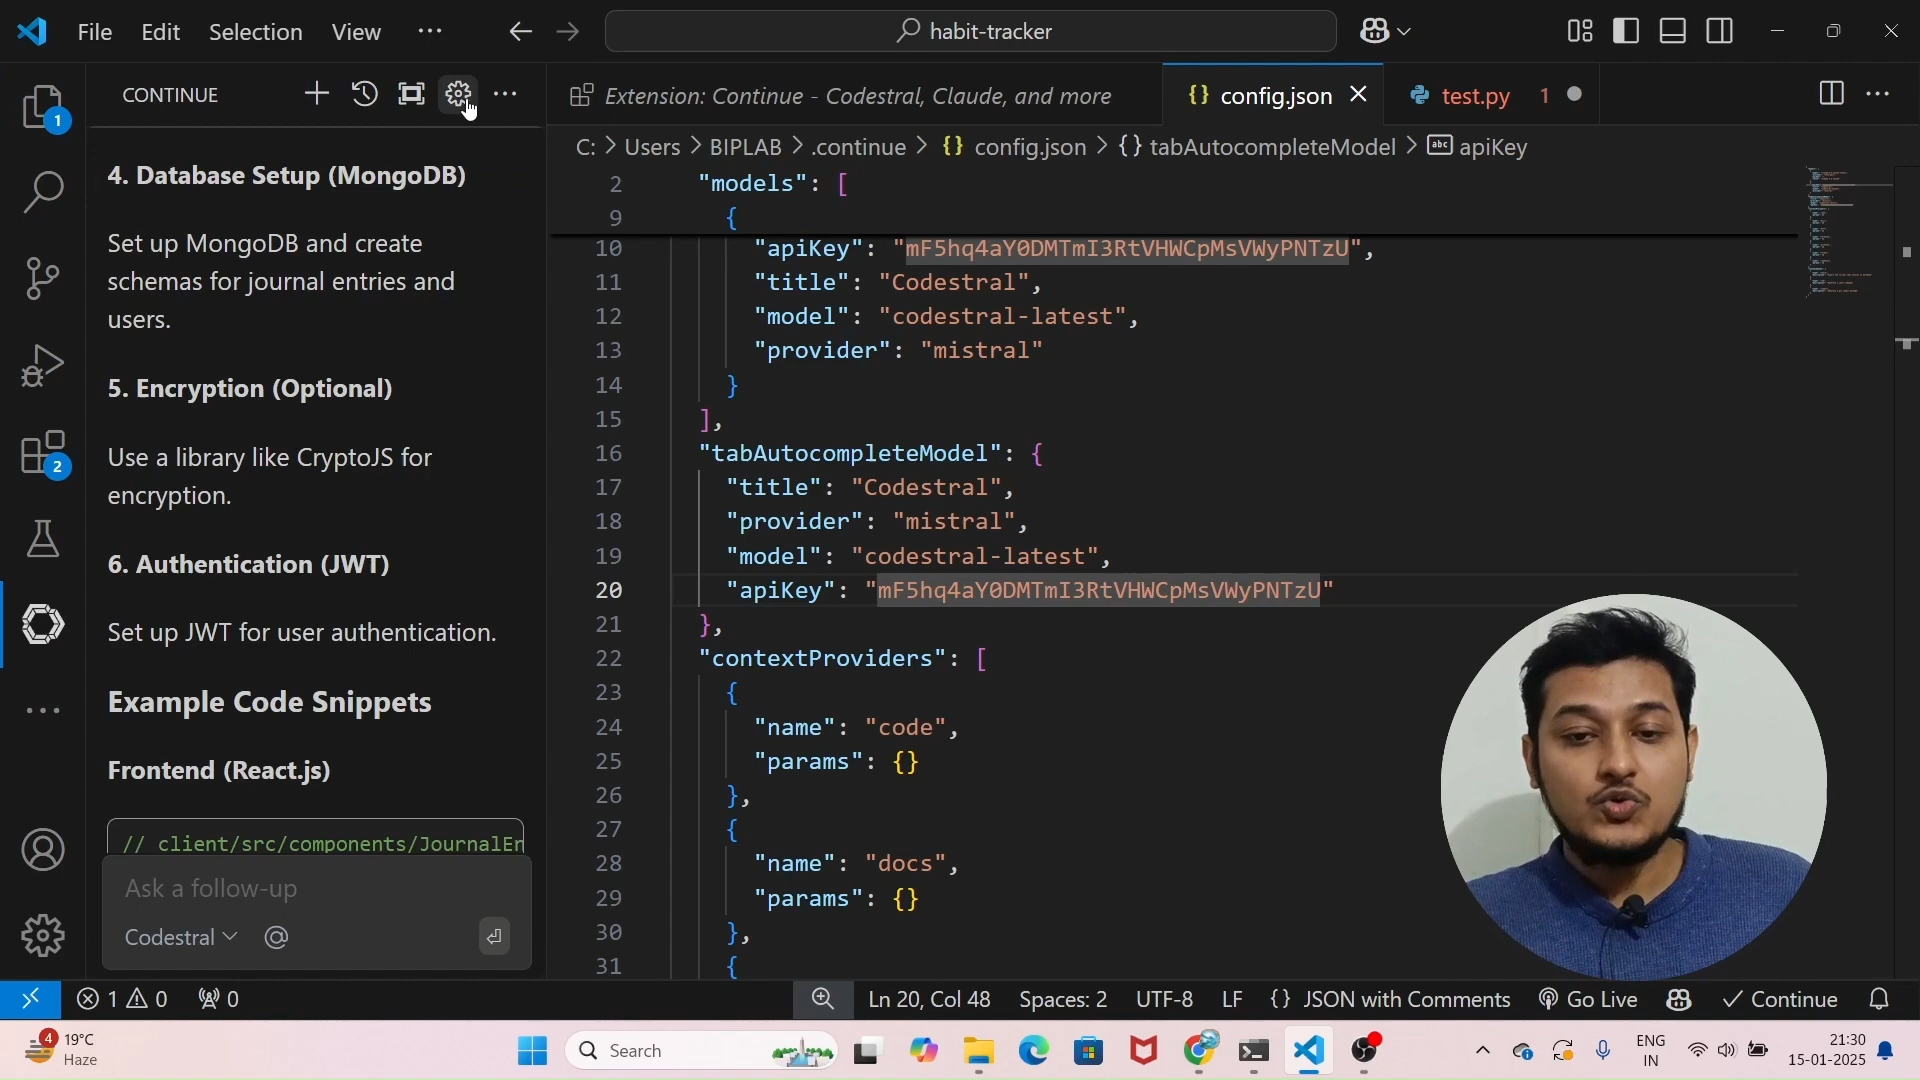 File Edit Selection View ··· habit-tracker
CONTINUE
Extension: Continue - Codestral, Claude, and more
{} config.json
test.py 1
C: > Users > BIPLAB > .continue > {} config.json > {} tabAutocompleteModel > abc apiKey
1
2
4. Database Setup (MongoDB)
Set up MongoDB and create
schemas for journal entries and
users.
5. Encryption (Optional)
Use a library like CryptoJS for
encryption.
6. Authentication (JWT)
Set up JWT for user authentication.
Example Code Snippets
Frontend (React.js)
// client/src/components/JournalEn
Ask a follow-up
Codestral @
2 "models": [
9 {
10 "apiKey": "mF5hq4aY0DMTmI3RtVHWCpMsVWyPNTzU",
11 "title": "Codestral",
12 "model": "codestral-latest",
13 "provider": "mistral"
14 }
15 ],
16 "tabAutocompleteModel": {
17 "title": "Codestral",
18 "provider": "mistral",
19 "model": "codestral-latest",
20 "apiKey": "mF5hq4aY0DMTmI3RtVHWCpMsVWyPNTzU"
21 },
22 "contextProviders": [
23 {
24 "name": "code",
25 "params": {}
26 },
27 {
28 "name": "docs",
29 "params": {}
30 },
31 {
1 0 0 Ln 20, Col 48 Spaces: 2 UTF-8 LF {} JSON with Comments Go Live Continue
4 19°C
Haze
Search
ENG
IN
21:30
15-01-2025